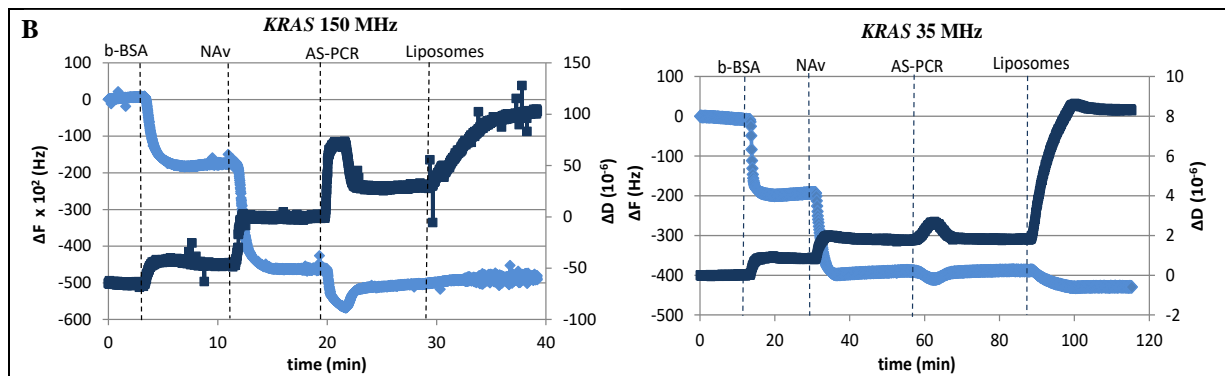 B
KRAS 150 MHz
b-BSA NAv AS-PCR Liposomes
100
0
-100
-200
-300
-400
-500
-600
ΔF x 10² (Hz)
150
100
50
0
-50
-100
ΔD (10⁻⁶)
0 10 20 30 40
time (min)
KRAS 35 MHz
b-BSA NAv AS-PCR Liposomes
100
0
-100
-200
-300
-400
-500
ΔF (Hz)
10
8
6
4
2
0
-2
ΔD (10⁻⁶)
0 20 40 60 80 100 120
time (min)